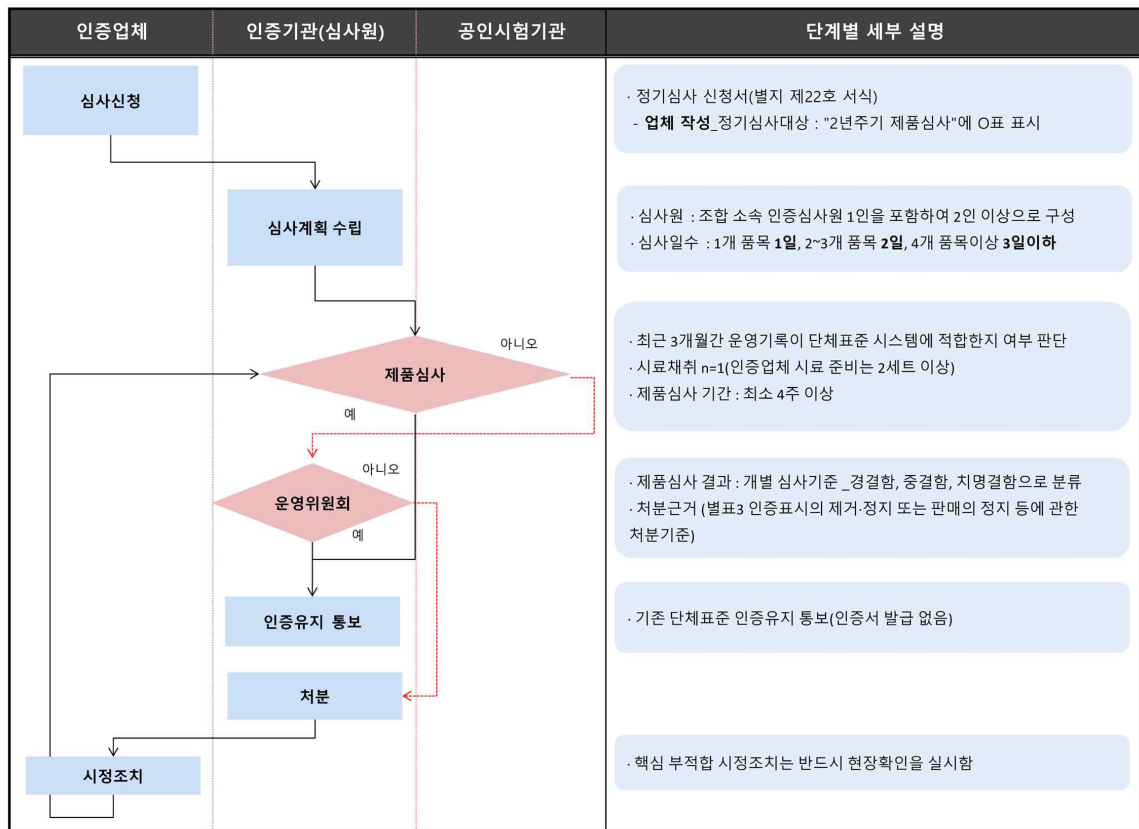 인증업체
인증기관(심사원)
공인시험기관
단계별 세부 설명
심사신청
· 정기심사 신청서(별지 제22호 서식)
- 업체 작성_정기심사대상 : "2년주기 제품심사"에 O표 표시
심사계획 수립
· 심사원 : 조합 소속 인증심사원 1인을 포함하여 2인 이상으로 구성
· 심사일수 : 1개 품목 1일, 2~3개 품목 2일, 4개 품목이상 3일이하
아니오
제품심사
예
· 최근 3개월간 운영기록이 단체표준 시스템에 적합한지 여부 판단
· 시료채취 n=1(인증업체 시료 준비는 2세트 이상)
· 제품심사 기간 : 최소 4주 이상
아니오
운영위원회
예
· 제품심사 결과 : 개별 심사기준 _경결함, 중결함, 치명결함으로 분류
· 처분근거 (별표3 인증표시의 제거·정지 또는 판매의 정지 등에 관한
처분기준)
인증유지 통보
· 기존 단체표준 인증유지 통보(인증서 발급 없음)
처분
시정조치
· 핵심 부적합 시정조치는 반드시 현장확인을 실시함